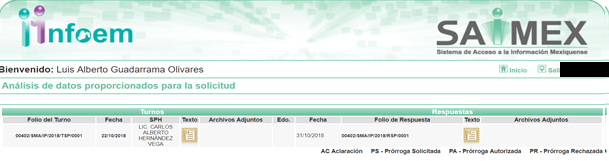 infoem
SAIMEX
Sistema de Acceso a la Información Mexiquense
Bienvenido: Luis Alberto Guadarrama Olivares
Inicio
Análisis de datos proporcionados para la solicitud
Turnos Respuestas
Folio del Turno Fecha SPH Texto Archivos Adjuntos Edo. Fecha Folio de Respuesta Texto Archivos Adjuntos
00402/SMA/IP/2018/TSP/0001 22/10/2018 LIC. CARLOS ALBERTO HERNÁNDEZ VEGA 31/10/2018 00402/SMA/IP/2018/RSP/0001
AC Aclaración PS - Prórroga Solicitada PA - Prórroga Autorizada PR - Prórroga Rechazada